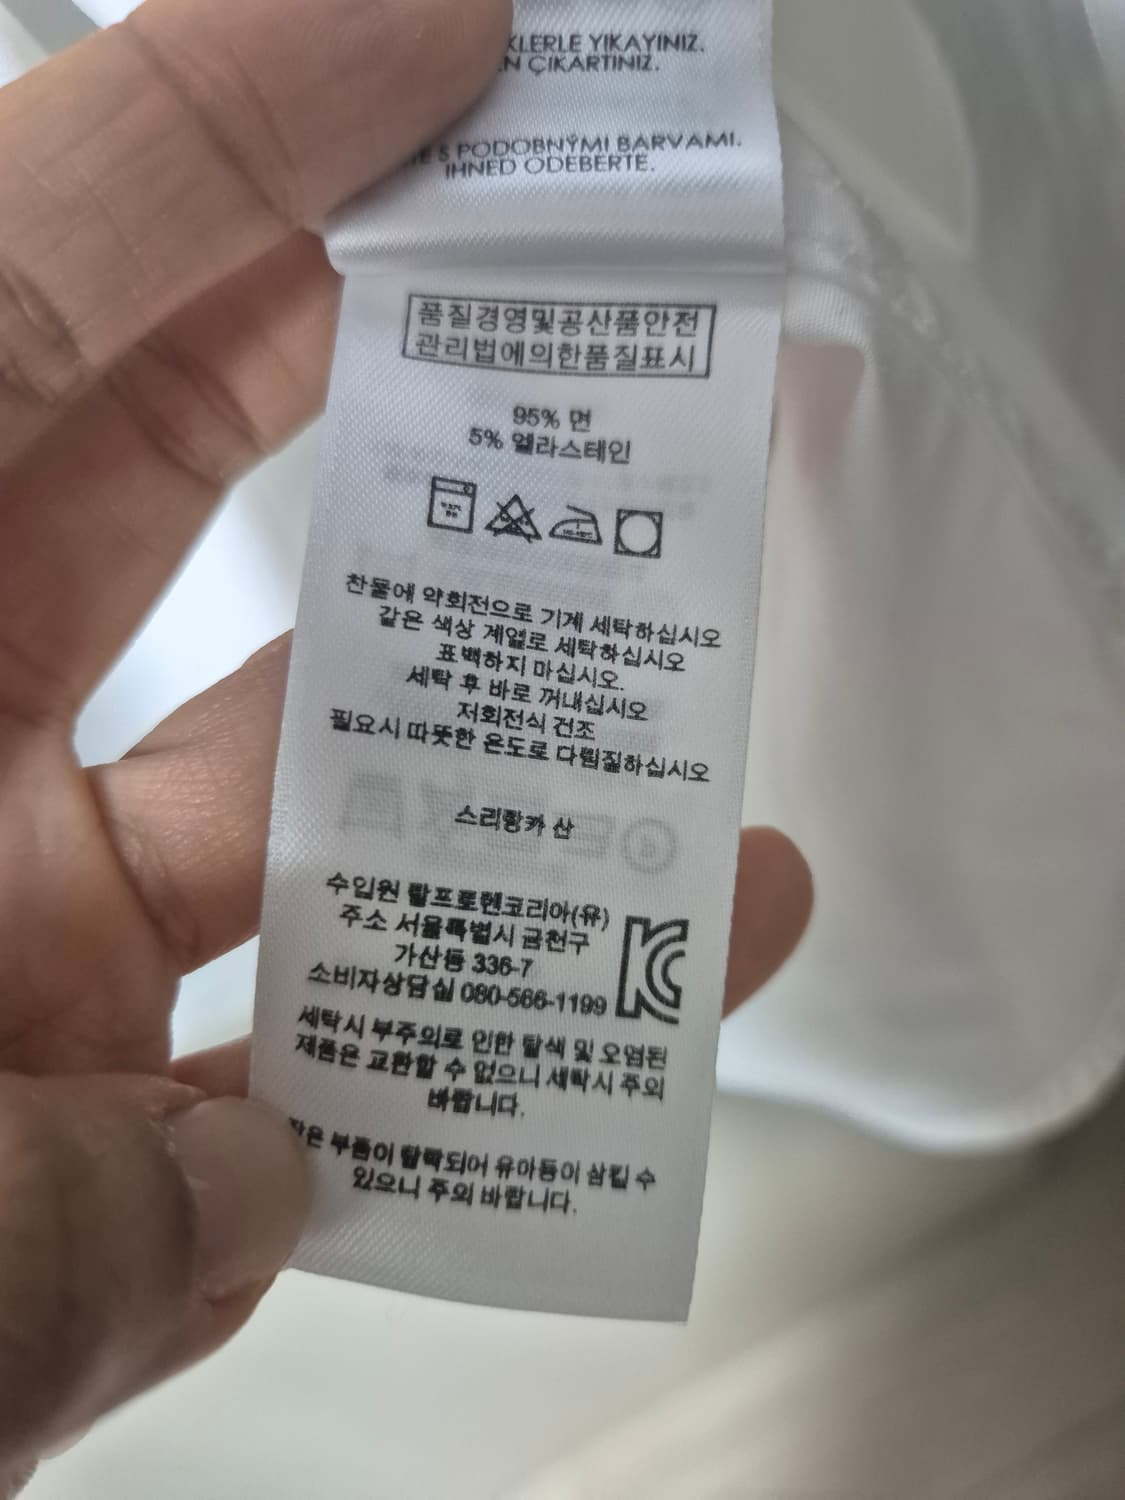 YIKAYINIZ.
ÇIKARTINIZ.
S PODOBNÝMI BARVAMI.
IHNED ODEBERTE.
품질경영및공산품안전
관리법에의한품질표시
95% 면
5% 엘라스테인
찬물에 약회전으로 기계 세탁하십시오
같은 색상 계열로 세탁하십시오
표백하지 마십시오.
세탁 후 바로 꺼내십시오
저회전식 건조
필요시 따뜻한 온도로 다림질하십시오
스리랑카 산
수입원 랄프로렌코리아(유)
주소 서울특별시 금천구
가산동 336-7
소비자상담실 080-566-1199
KC
세탁시 부주의로 인한 탈색 및 오염된
제품은 교환할 수 없으니 세탁시 주의
바랍니다.
작은 부품이 탈락되어 유아등이 삼킬 수
있으니 주의 바랍니다.